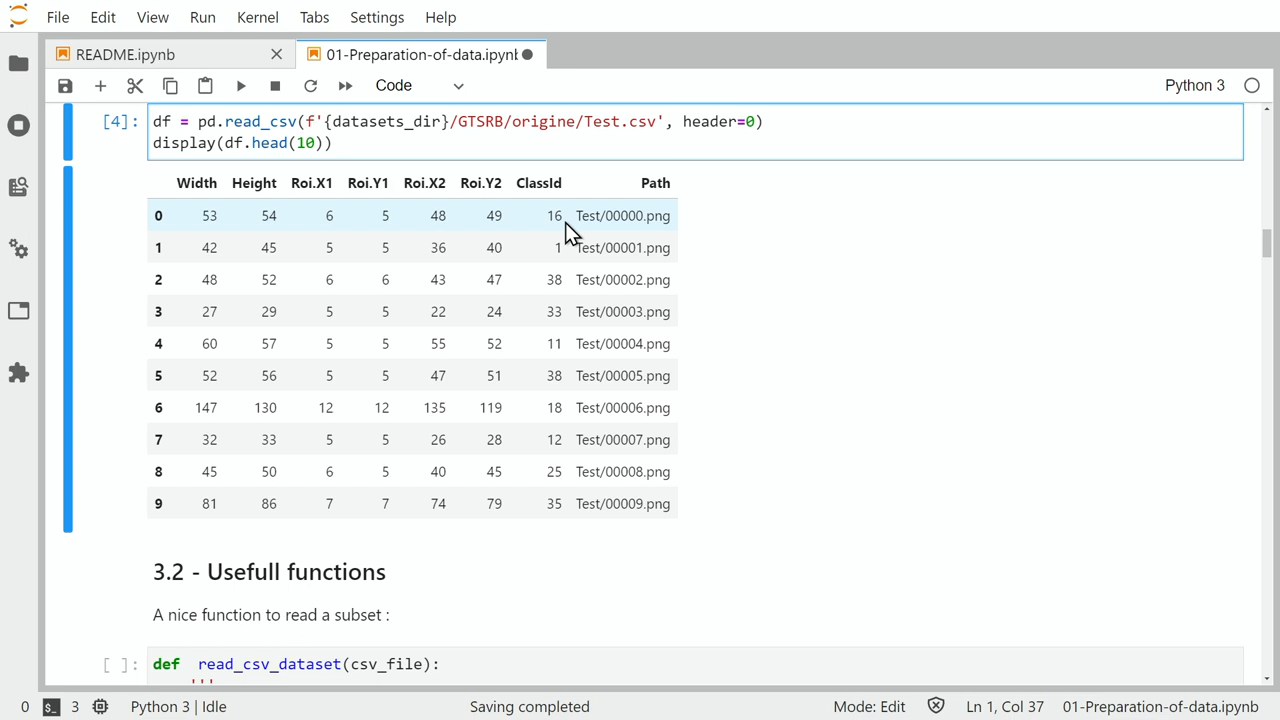 File Edit View Run Kernel Tabs Settings Help
README.ipynb 01-Preparation-of-data.ipynb
Code Python 3
[4]: df = pd.read_csv(f'{datasets_dir}/GTSRB/origine/Test.csv', header=0)
display(df.head(10))
Width Height Roi.X1 Roi.Y1 Roi.X2 Roi.Y2 ClassId Path
0 53 54 6 5 48 49 16 Test/00000.png
1 42 45 5 5 36 40 1 Test/00001.png
2 48 52 6 6 43 47 38 Test/00002.png
3 27 29 5 5 22 24 33 Test/00003.png
4 60 57 5 5 55 52 11 Test/00004.png
5 52 56 5 5 47 51 38 Test/00005.png
6 147 130 12 12 135 119 18 Test/00006.png
7 32 33 5 5 26 28 12 Test/00007.png
8 45 50 6 5 40 45 25 Test/00008.png
9 81 86 7 7 74 79 35 Test/00009.png
3.2 - Usefull functions
A nice function to read a subset :
[ ]: def read_csv_dataset(csv_file):
'''
0 $_ 3 Python 3 | Idle Saving completed Mode: Edit Ln 1, Col 37 01-Preparation-of-data.ipynb